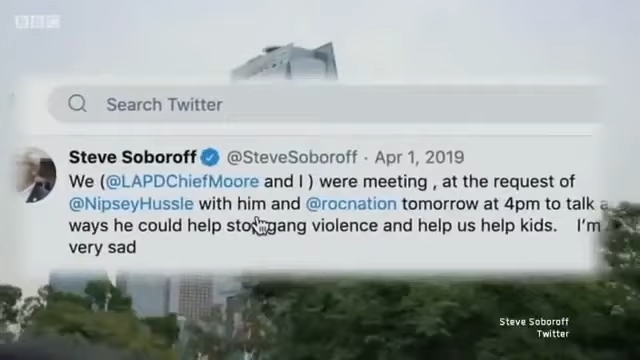 BBC
Search Twitter
Steve Soboroff @SteveSoboroff · Apr 1, 2019
We (@LAPDChiefMoore and I ) were meeting , at the request of
@NipseyHussle with him and @rocnation tomorrow at 4pm to talk
ways he could help stop gang violence and help us help kids. I'm
very sad
Steve Soboroff
Twitter